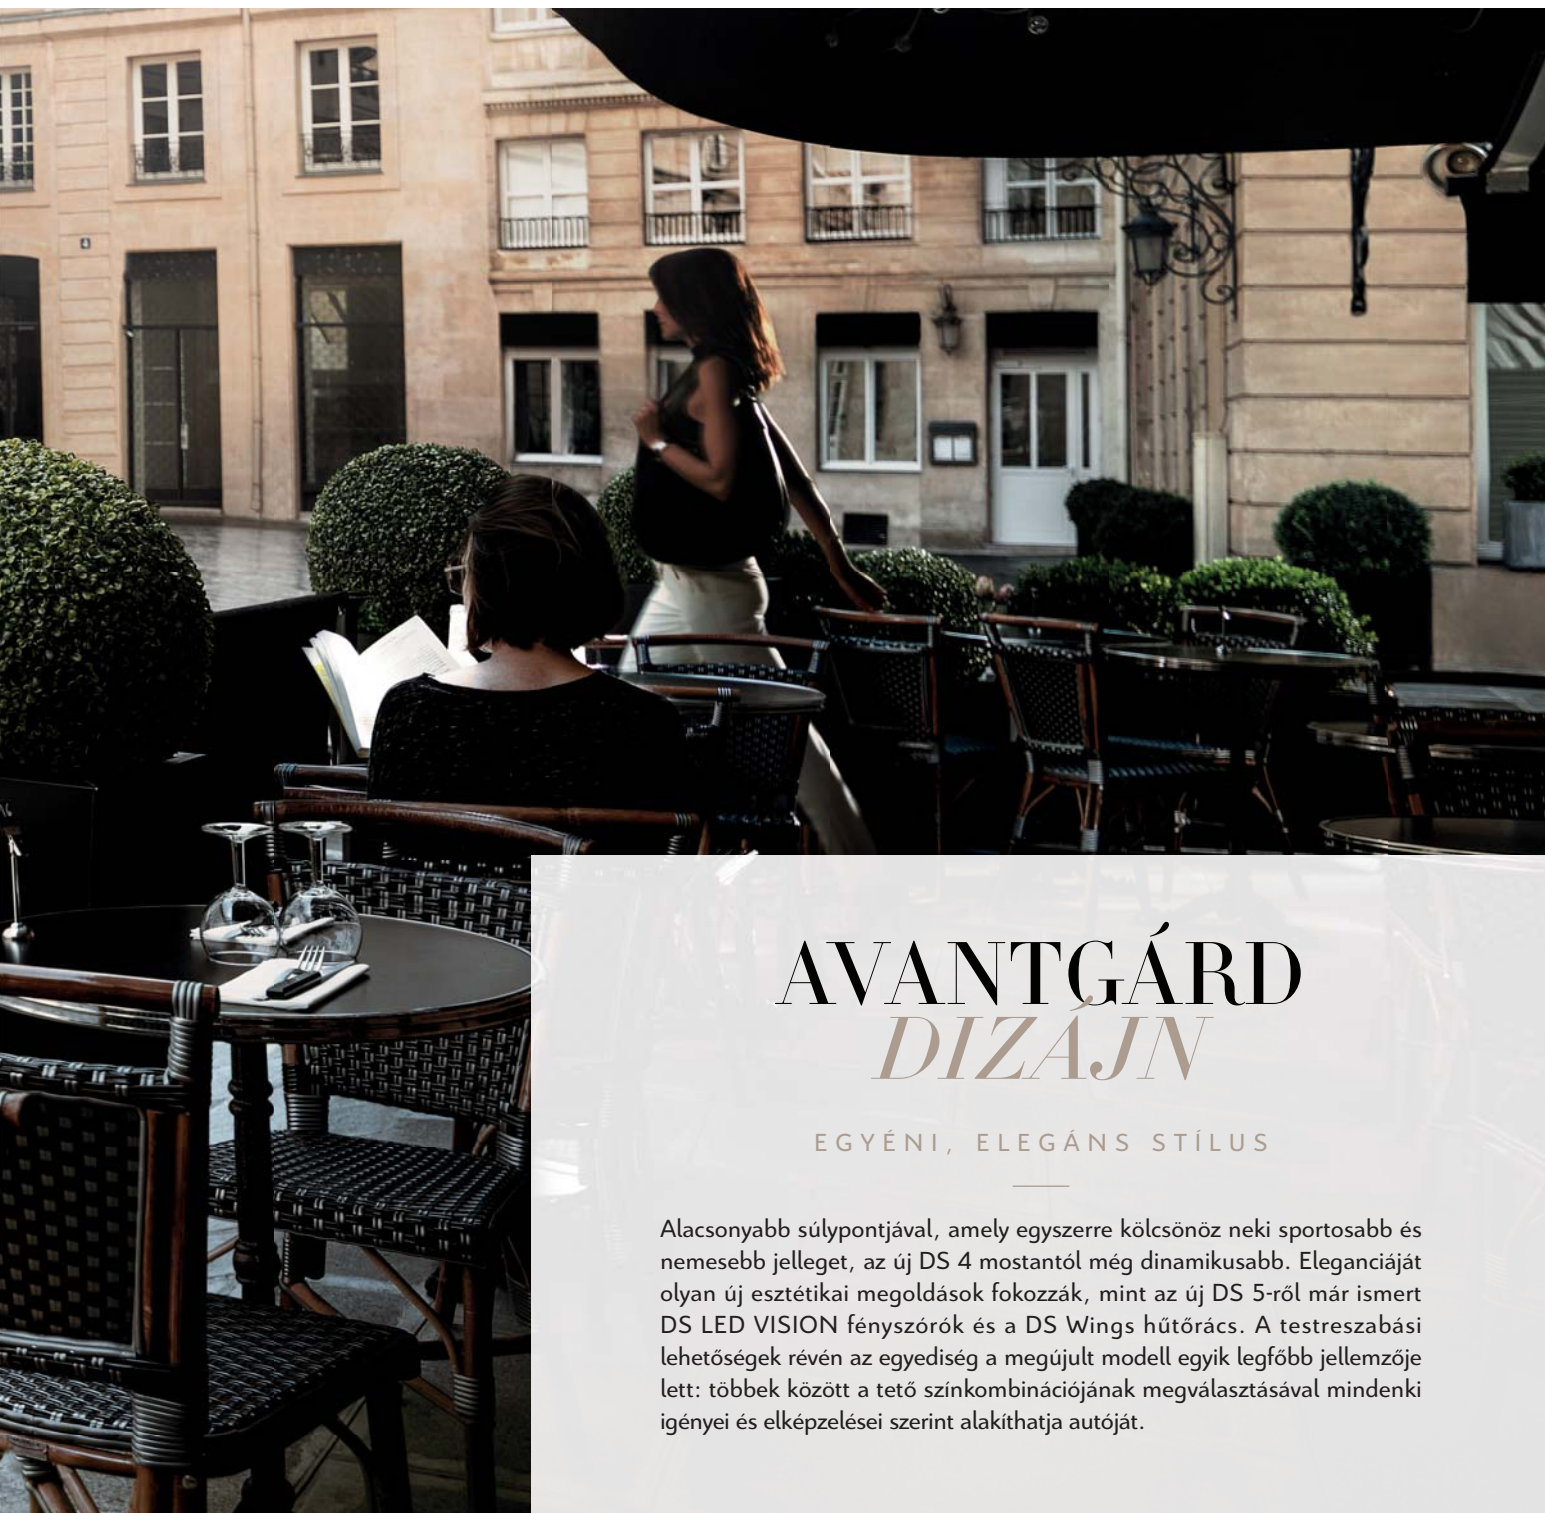 4
AVANTGÁRD
DIZÁJN
EGYÉNI, ELEGÁNS STÍLUS
Alacsonyabb súlypontjával, amely egyszerre kölcsönöz neki sportosabb és
nemesebb jelleget, az új DS 4 mostantól még dinamikusabb. Eleganciáját
olyan új esztétikai megoldások fokozzák, mint az új DS 5-ről már ismert
DS LED VISION fényszórók és a DS Wings hűtőrács. A testreszabási
lehetőségek révén az egyediség a megújult modell egyik legfőbb jellemzője
lett: többek között a tető színkombinációjának megválasztásával mindenki
igényei és elképzelései szerint alakíthatja autóját.